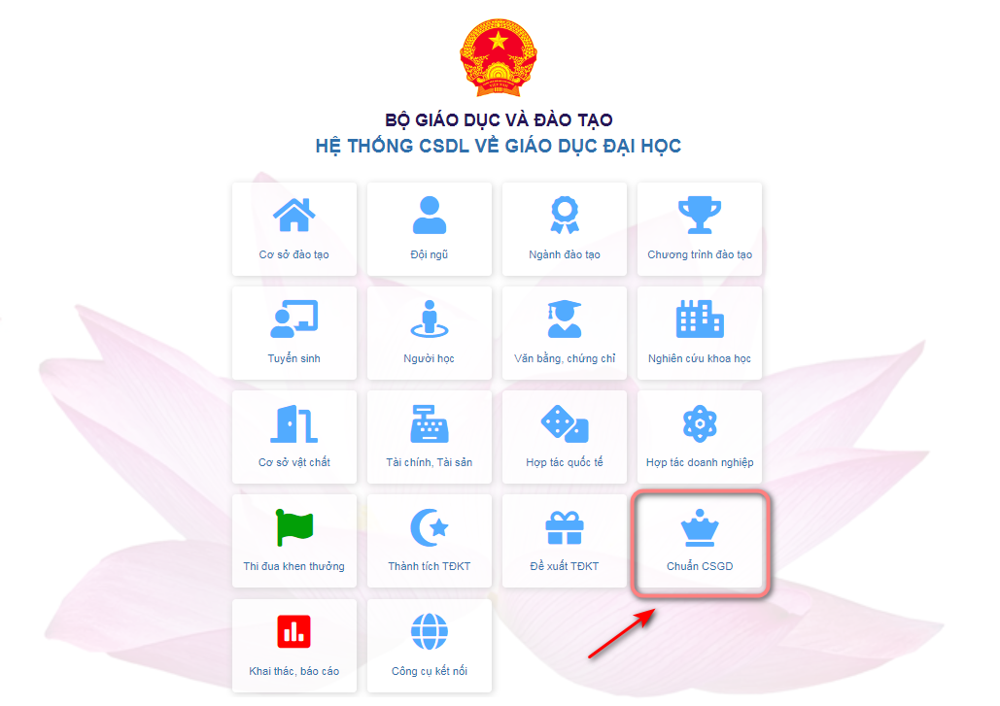 BỘ GIÁO DỤC VÀ ĐÀO TẠO
HỆ THỐNG CSDL VỀ GIÁO DỤC ĐẠI HỌC
Cơ sở đào tạo
Đội ngũ
Ngành đào tạo
Chương trình đào tạo
Tuyển sinh
Người học
Văn bằng, chứng chỉ
Nghiên cứu khoa học
Cơ sở vật chất
Tài chính, Tài sản
Hợp tác quốc tế
Hợp tác doanh nghiệp
Thi đua khen thưởng
Thành tích TĐKT
Đề xuất TĐKT
Chuẩn CSGD
Khai thác, báo cáo
Công cụ kết nối